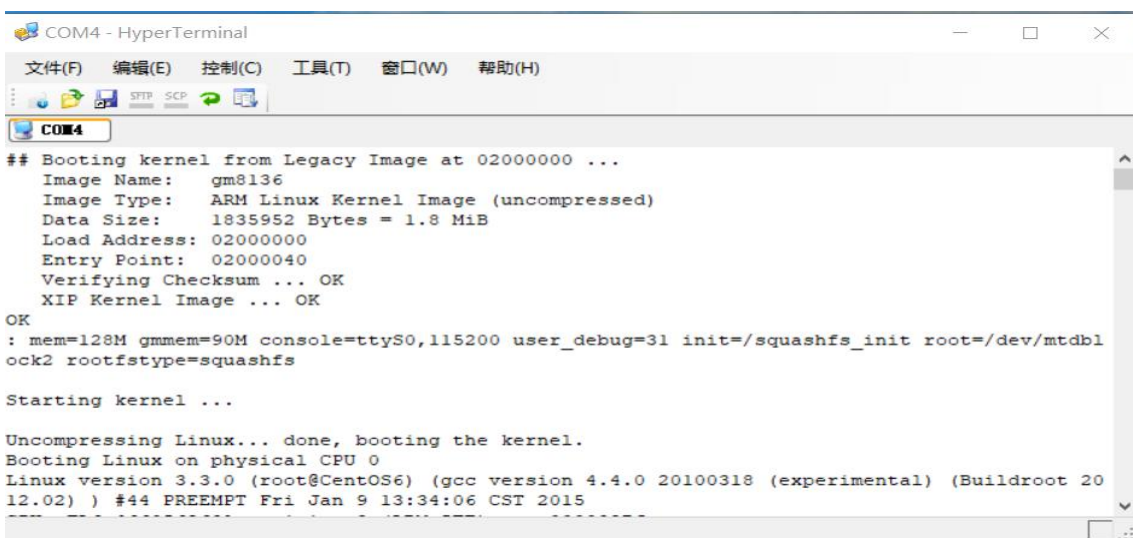 COM4 - HyperTerminal
文件(F) 编辑(E) 控制(C) 工具(T) 窗口(W) 帮助(H)
SFTP SCP
COM4
## Booting kernel from Legacy Image at 02000000 ...
Image Name: gm8136
Image Type: ARM Linux Kernel Image (uncompressed)
Data Size: 1835952 Bytes = 1.8 MiB
Load Address: 02000000
Entry Point: 02000040
Verifying Checksum ... OK
XIP Kernel Image ... OK
OK
: mem=128M gmmem=90M console=ttyS0,115200 user_debug=31 init=/squashfs_init root=/dev/mtdbl
ock2 rootfstype=squashfs
Starting kernel ...
Uncompressing Linux... done, booting the kernel.
Booting Linux on physical CPU 0
Linux version 3.3.0 (root@CentOS6) (gcc version 4.4.0 20100318 (experimental) (Buildroot 20
12.02) ) #44 PREEMPT Fri Jan 9 13:34:06 CST 2015